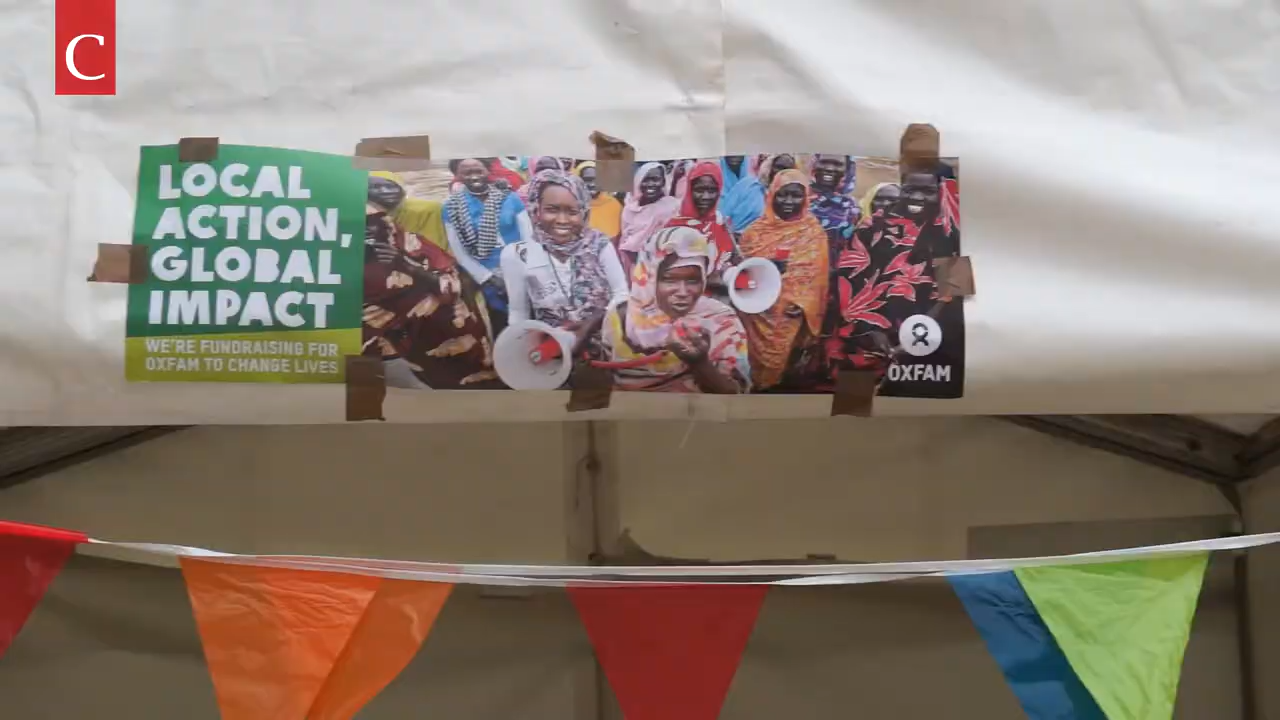 C
LOCAL
ACTION,
GLOBAL
IMPACT
WE'RE FUNDRAISING FOR
OXFAM TO CHANGE LIVES
OXFAM